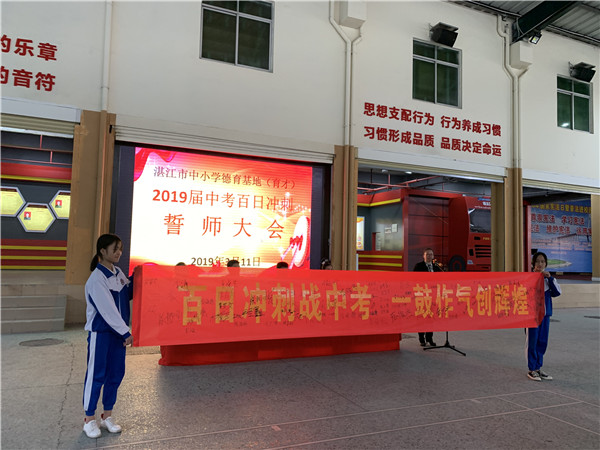 的乐章
的音符
思想支配行为 行为养成习惯
习惯形成品质 品质决定命运
湛江市中小学德育基地(育才)
2019届中考百日冲刺
誓师大会
2019年3月11日
百日冲刺战中考 一鼓作气创辉煌